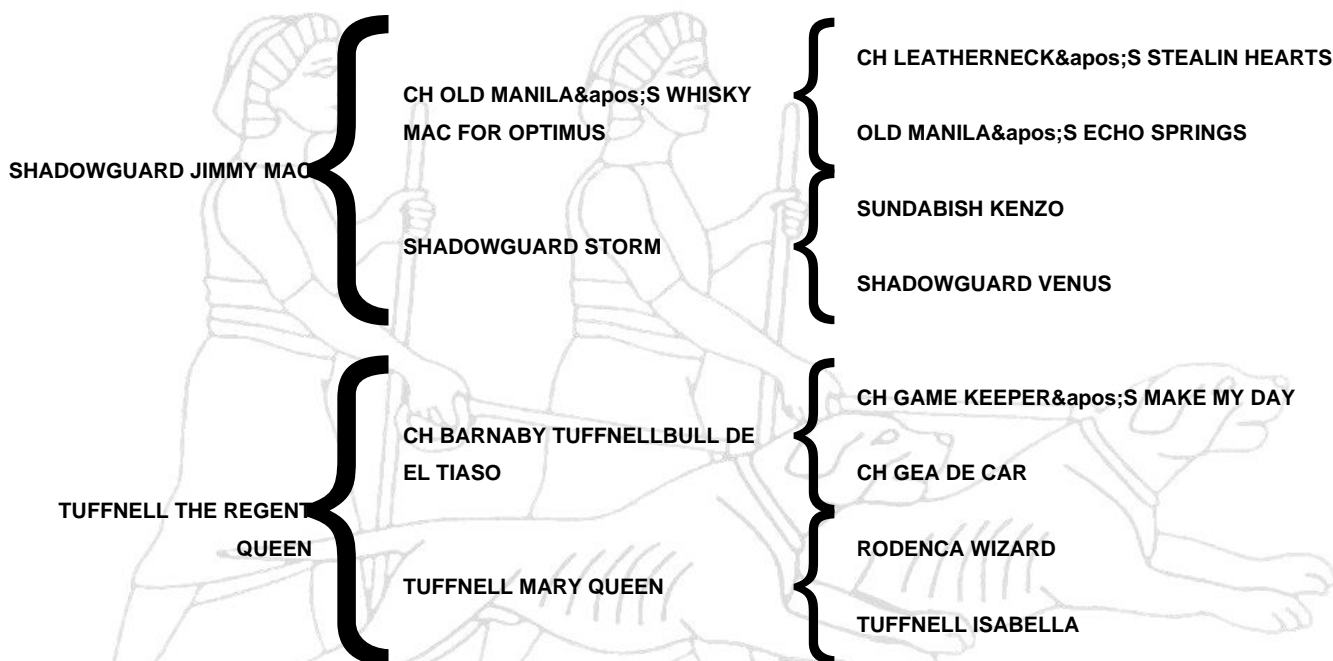 SHADOWGUARD JIMMY MAC
CH OLD MANILA&apos;S WHISKY
MAC FOR OPTIMUS
CH LEATHERNECK&apos;S STEALIN HEARTS
OLD MANILA&apos;S ECHO SPRINGS
SHADOWGUARD STORM
SUNDABISH KENZO
SHADOWGUARD VENUS
TUFFNELL THE REGENT
QUEEN
CH BARNABY TUFFNELLBULL DE
EL TIASO
CH GAME KEEPER&apos;S MAKE MY DAY
CH GEA DE CAR
TUFFNELL MARY QUEEN
RODENCA WIZARD
TUFFNELL ISABELLA